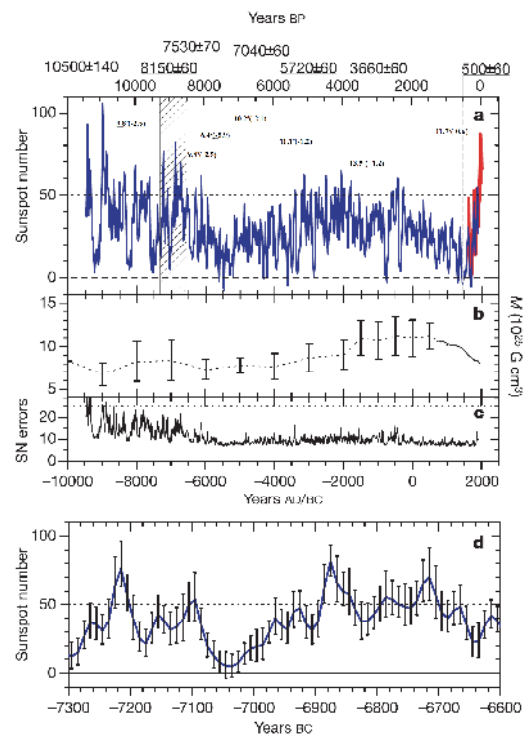 Years BP
7530±70 7040±60
10500±140 8150±60 5720±60 3660±60 500±60
10000 8000 6000 4000 2000 0
a
100
50
0
Sunspot number
b
15
10
5
M (10²⁵ G cm³)
c
20
10
0
SN errors
−10000 −8000 −6000 −4000 −2000 0 2000
Years AD/BC
d
100
50
0
Sunspot number
−7300 −7200 −7100 −7000 −6900 −6800 −6700 −6600
Years BC